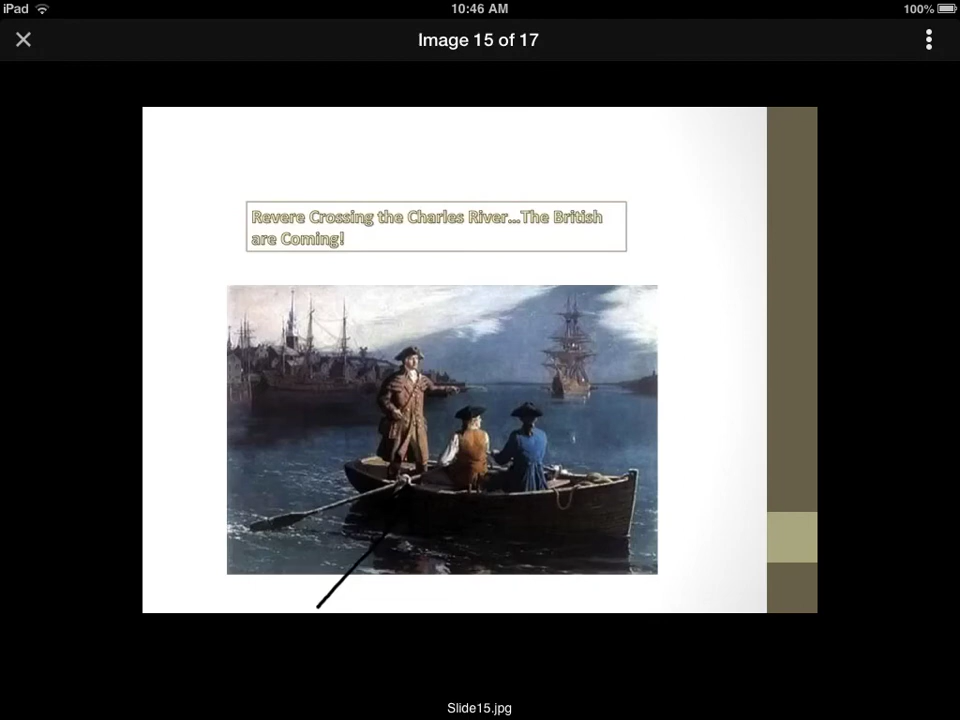 iPad 10:46 AM 100%
Image 15 of 17
Revere Crossing the Charles River...The British
are Coming!
Slide15.jpg